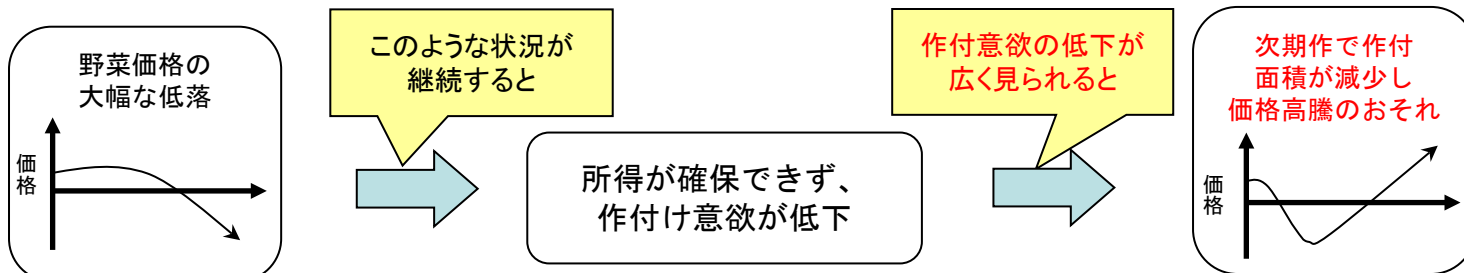 野菜価格の
大幅な低落
価格
このような状況が
継続すると
所得が確保できず、
作付け意欲が低下
作付意欲の低下が
広く見られると
次期作で作付
面積が減少し
価格高騰のおそれ
価格